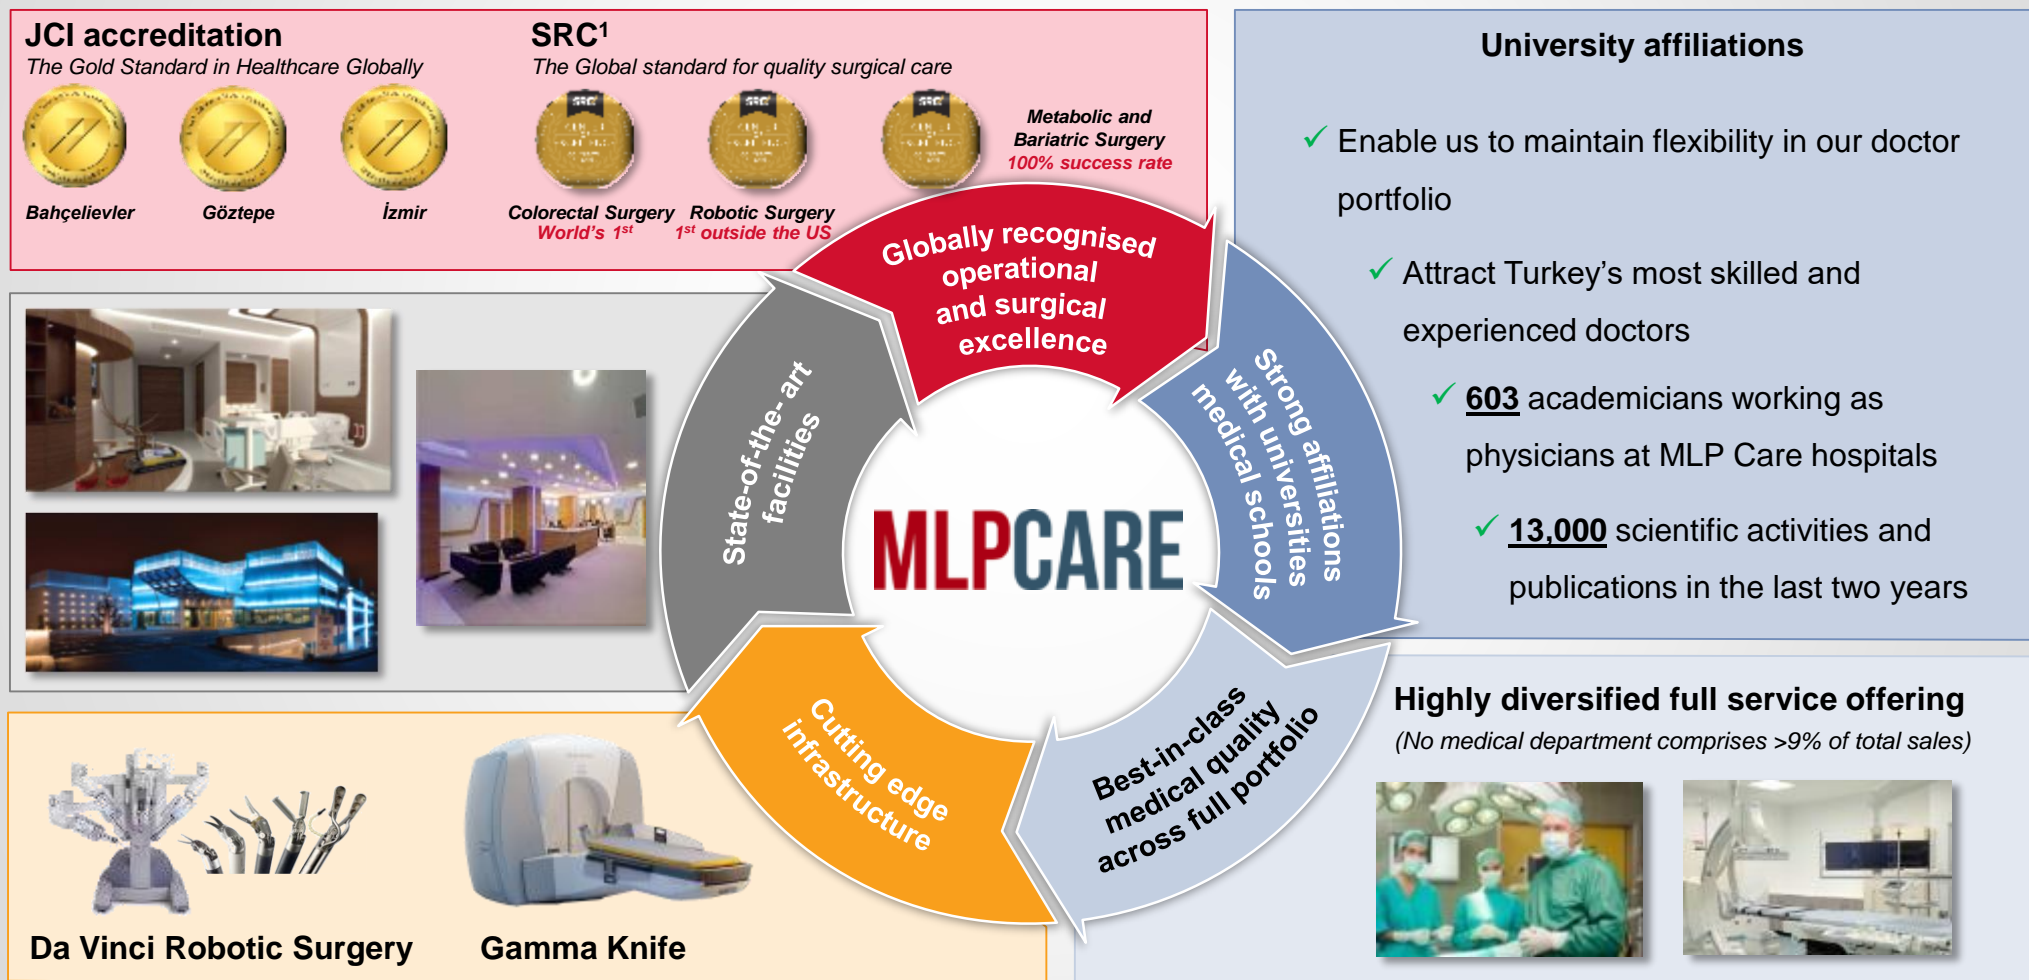 JCI accreditation
The Gold Standard in Healthcare Globally
Bahçelievler
Göztepe
İzmir
SRC¹
The Global standard for quality surgical care
SRC
SRC
SRC
Colorectal Surgery
World's 1st
Robotic Surgery
1st outside the US
Metabolic and
Bariatric Surgery
100% success rate
University affiliations
✓ Enable us to maintain flexibility in our doctor
portfolio
✓ Attract Turkey's most skilled and
experienced doctors
✓ 603 academicians working as
physicians at MLP Care hospitals
✓ 13,000 scientific activities and
publications in the last two years
Globally recognised
operational
and surgical
excellence
Strong affiliations
with universities
medical schools
Best-in-class
medical quality
across full portfolio
Cutting edge
infrastructure
State-of-the- art
facilities
MLPCARE
Highly diversified full service offering
(No medical department comprises >9% of total sales)
Da Vinci Robotic Surgery
Gamma Knife